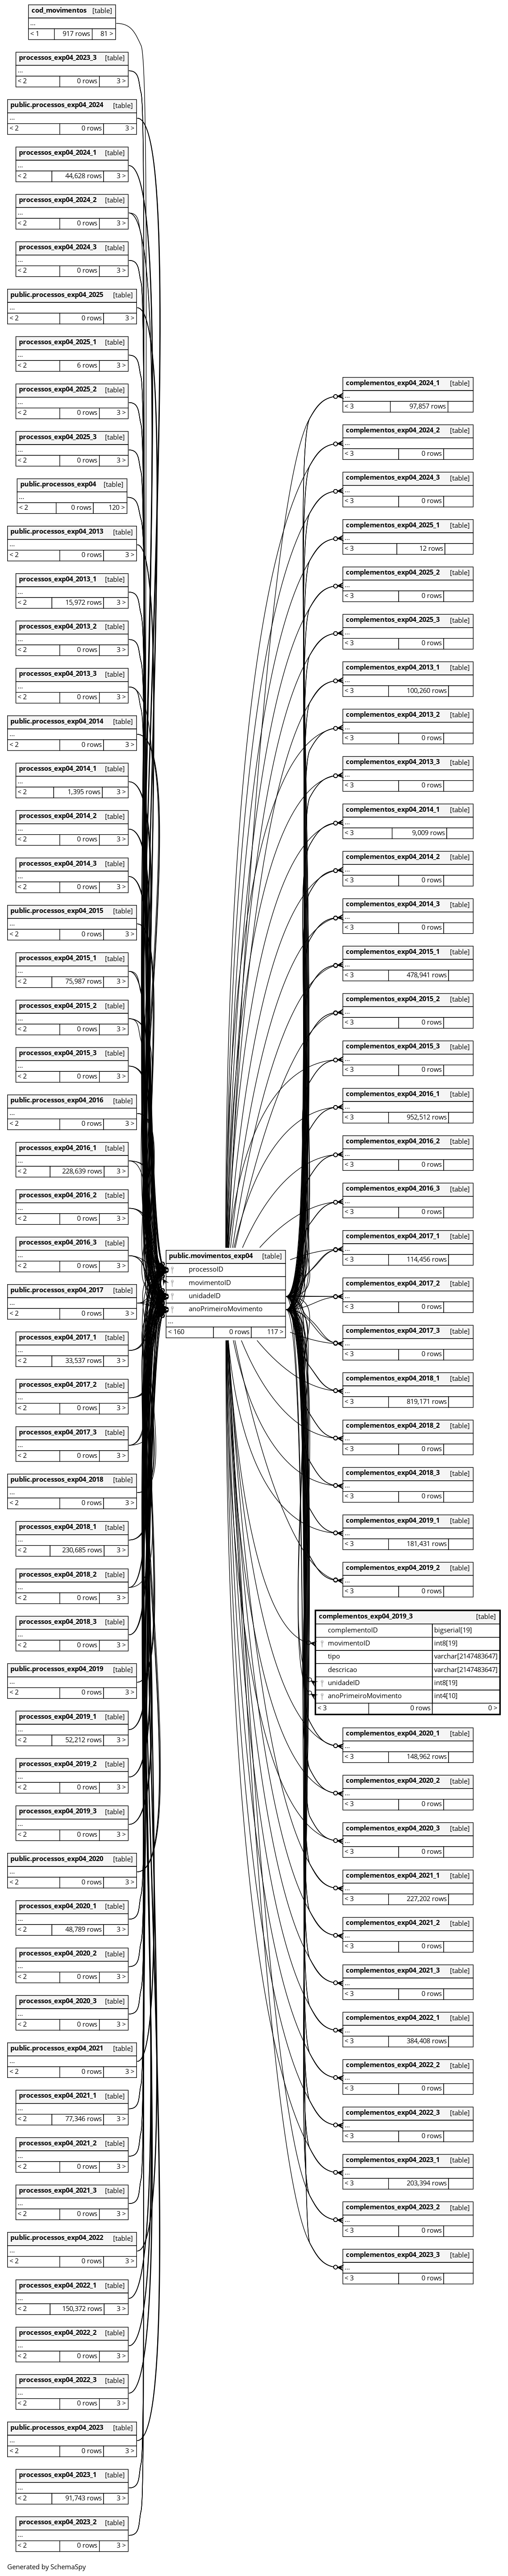 cod_movimentos [table]
...
< 1 917 rows 81 >
processos_exp04_2023_3 [table]
...
< 2 0 rows 3 >
public.processos_exp04_2024 [table]
...
< 2 0 rows 3 >
processos_exp04_2024_1 [table]
...
< 2 44,628 rows 3 >
processos_exp04_2024_2 [table]
...
< 2 0 rows 3 >
processos_exp04_2024_3 [table]
...
< 2 0 rows 3 >
public.processos_exp04_2025 [table]
...
< 2 0 rows 3 >
processos_exp04_2025_1 [table]
...
< 2 6 rows 3 >
processos_exp04_2025_2 [table]
...
< 2 0 rows 3 >
processos_exp04_2025_3 [table]
...
< 2 0 rows 3 >
public.processos_exp04 [table]
...
< 2 0 rows 120 >
public.processos_exp04_2013 [table]
...
< 2 0 rows 3 >
processos_exp04_2013_1 [table]
...
< 2 15,972 rows 3 >
processos_exp04_2013_2 [table]
...
< 2 0 rows 3 >
processos_exp04_2013_3 [table]
...
< 2 0 rows 3 >
public.processos_exp04_2014 [table]
...
< 2 0 rows 3 >
processos_exp04_2014_1 [table]
...
< 2 1,395 rows 3 >
processos_exp04_2014_2 [table]
...
< 2 0 rows 3 >
processos_exp04_2014_3 [table]
...
< 2 0 rows 3 >
public.processos_exp04_2015 [table]
...
< 2 0 rows 3 >
processos_exp04_2015_1 [table]
...
< 2 75,987 rows 3 >
processos_exp04_2015_2 [table]
...
< 2 0 rows 3 >
processos_exp04_2015_3 [table]
...
< 2 0 rows 3 >
public.processos_exp04_2016 [table]
...
< 2 0 rows 3 >
processos_exp04_2016_1 [table]
...
< 2 228,639 rows 3 >
processos_exp04_2016_2 [table]
...
< 2 0 rows 3 >
processos_exp04_2016_3 [table]
...
< 2 0 rows 3 >
public.processos_exp04_2017 [table]
...
< 2 0 rows 3 >
processos_exp04_2017_1 [table]
...
< 2 33,537 rows 3 >
processos_exp04_2017_2 [table]
...
< 2 0 rows 3 >
processos_exp04_2017_3 [table]
...
< 2 0 rows 3 >
public.processos_exp04_2018 [table]
...
< 2 0 rows 3 >
processos_exp04_2018_1 [table]
...
< 2 230,685 rows 3 >
processos_exp04_2018_2 [table]
...
< 2 0 rows 3 >
processos_exp04_2018_3 [table]
...
< 2 0 rows 3 >
public.processos_exp04_2019 [table]
...
< 2 0 rows 3 >
processos_exp04_2019_1 [table]
...
< 2 52,212 rows 3 >
processos_exp04_2019_2 [table]
...
< 2 0 rows 3 >
processos_exp04_2019_3 [table]
...
< 2 0 rows 3 >
public.processos_exp04_2020 [table]
...
< 2 0 rows 3 >
processos_exp04_2020_1 [table]
...
< 2 48,789 rows 3 >
processos_exp04_2020_2 [table]
...
< 2 0 rows 3 >
processos_exp04_2020_3 [table]
...
< 2 0 rows 3 >
public.processos_exp04_2021 [table]
...
< 2 0 rows 3 >
processos_exp04_2021_1 [table]
...
< 2 77,346 rows 3 >
processos_exp04_2021_2 [table]
...
< 2 0 rows 3 >
processos_exp04_2021_3 [table]
...
< 2 0 rows 3 >
public.processos_exp04_2022 [table]
...
< 2 0 rows 3 >
processos_exp04_2022_1 [table]
...
< 2 150,372 rows 3 >
processos_exp04_2022_2 [table]
...
< 2 0 rows 3 >
processos_exp04_2022_3 [table]
...
< 2 0 rows 3 >
public.processos_exp04_2023 [table]
...
< 2 0 rows 3 >
processos_exp04_2023_1 [table]
...
< 2 91,743 rows 3 >
processos_exp04_2023_2 [table]
...
< 2 0 rows 3 >
public.movimentos_exp04 [table]
processoID
movimentoID
unidadeID
anoPrimeiroMovimento
...
< 160 0 rows 117 >
complementos_exp04_2024_1 [table]
...
< 3 97,857 rows
complementos_exp04_2024_2 [table]
...
< 3 0 rows
complementos_exp04_2024_3 [table]
...
< 3 0 rows
complementos_exp04_2025_1 [table]
...
< 3 12 rows
complementos_exp04_2025_2 [table]
...
< 3 0 rows
complementos_exp04_2025_3 [table]
...
< 3 0 rows
complementos_exp04_2013_1 [table]
...
< 3 100,260 rows
complementos_exp04_2013_2 [table]
...
< 3 0 rows
complementos_exp04_2013_3 [table]
...
< 3 0 rows
complementos_exp04_2014_1 [table]
...
< 3 9,009 rows
complementos_exp04_2014_2 [table]
...
< 3 0 rows
complementos_exp04_2014_3 [table]
...
< 3 0 rows
complementos_exp04_2015_1 [table]
...
< 3 478,941 rows
complementos_exp04_2015_2 [table]
...
< 3 0 rows
complementos_exp04_2015_3 [table]
...
< 3 0 rows
complementos_exp04_2016_1 [table]
...
< 3 952,512 rows
complementos_exp04_2016_2 [table]
...
< 3 0 rows
complementos_exp04_2016_3 [table]
...
< 3 0 rows
complementos_exp04_2017_1 [table]
...
< 3 114,456 rows
complementos_exp04_2017_2 [table]
...
< 3 0 rows
complementos_exp04_2017_3 [table]
...
< 3 0 rows
complementos_exp04_2018_1 [table]
...
< 3 819,171 rows
complementos_exp04_2018_2 [table]
...
< 3 0 rows
complementos_exp04_2018_3 [table]
...
< 3 0 rows
complementos_exp04_2019_1 [table]
...
< 3 181,431 rows
complementos_exp04_2019_2 [table]
...
< 3 0 rows
complementos_exp04_2019_3 [table]
complementoID bigserial[19]
movimentoID int8[19]
tipo varchar[2147483647]
descricao varchar[2147483647]
unidadeID int8[19]
anoPrimeiroMovimento int4[10]
< 3 0 rows 0 >
complementos_exp04_2020_1 [table]
...
< 3 148,962 rows
complementos_exp04_2020_2 [table]
...
< 3 0 rows
complementos_exp04_2020_3 [table]
...
< 3 0 rows
complementos_exp04_2021_1 [table]
...
< 3 227,202 rows
complementos_exp04_2021_2 [table]
...
< 3 0 rows
complementos_exp04_2021_3 [table]
...
< 3 0 rows
complementos_exp04_2022_1 [table]
...
< 3 384,408 rows
complementos_exp04_2022_2 [table]
...
< 3 0 rows
complementos_exp04_2022_3 [table]
...
< 3 0 rows
complementos_exp04_2023_1 [table]
...
< 3 203,394 rows
complementos_exp04_2023_2 [table]
...
< 3 0 rows
complementos_exp04_2023_3 [table]
...
< 3 0 rows
Generated by SchemaSpy